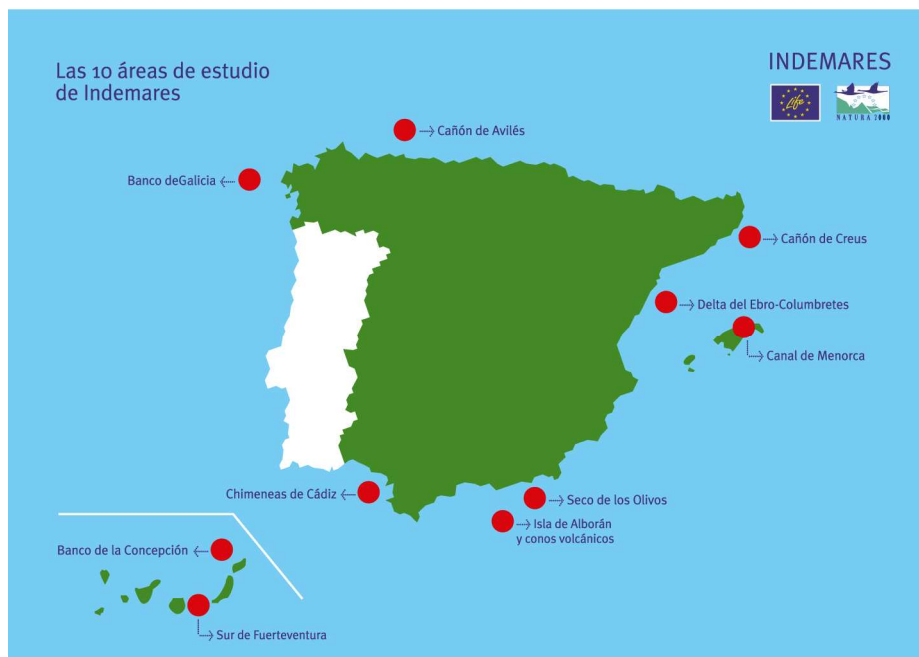 Las 10 áreas de estudio
de Indemares
INDEMARES
Life
NATURA 2000
Cañón de Avilés
Banco deGalicia
Cañón de Creus
Delta del Ebro-Columbretes
Canal de Menorca
Chimeneas de Cádiz
Seco de los Olivos
Isla de Alborán
y conos volcánicos
Banco de la Concepción
Sur de Fuerteventura